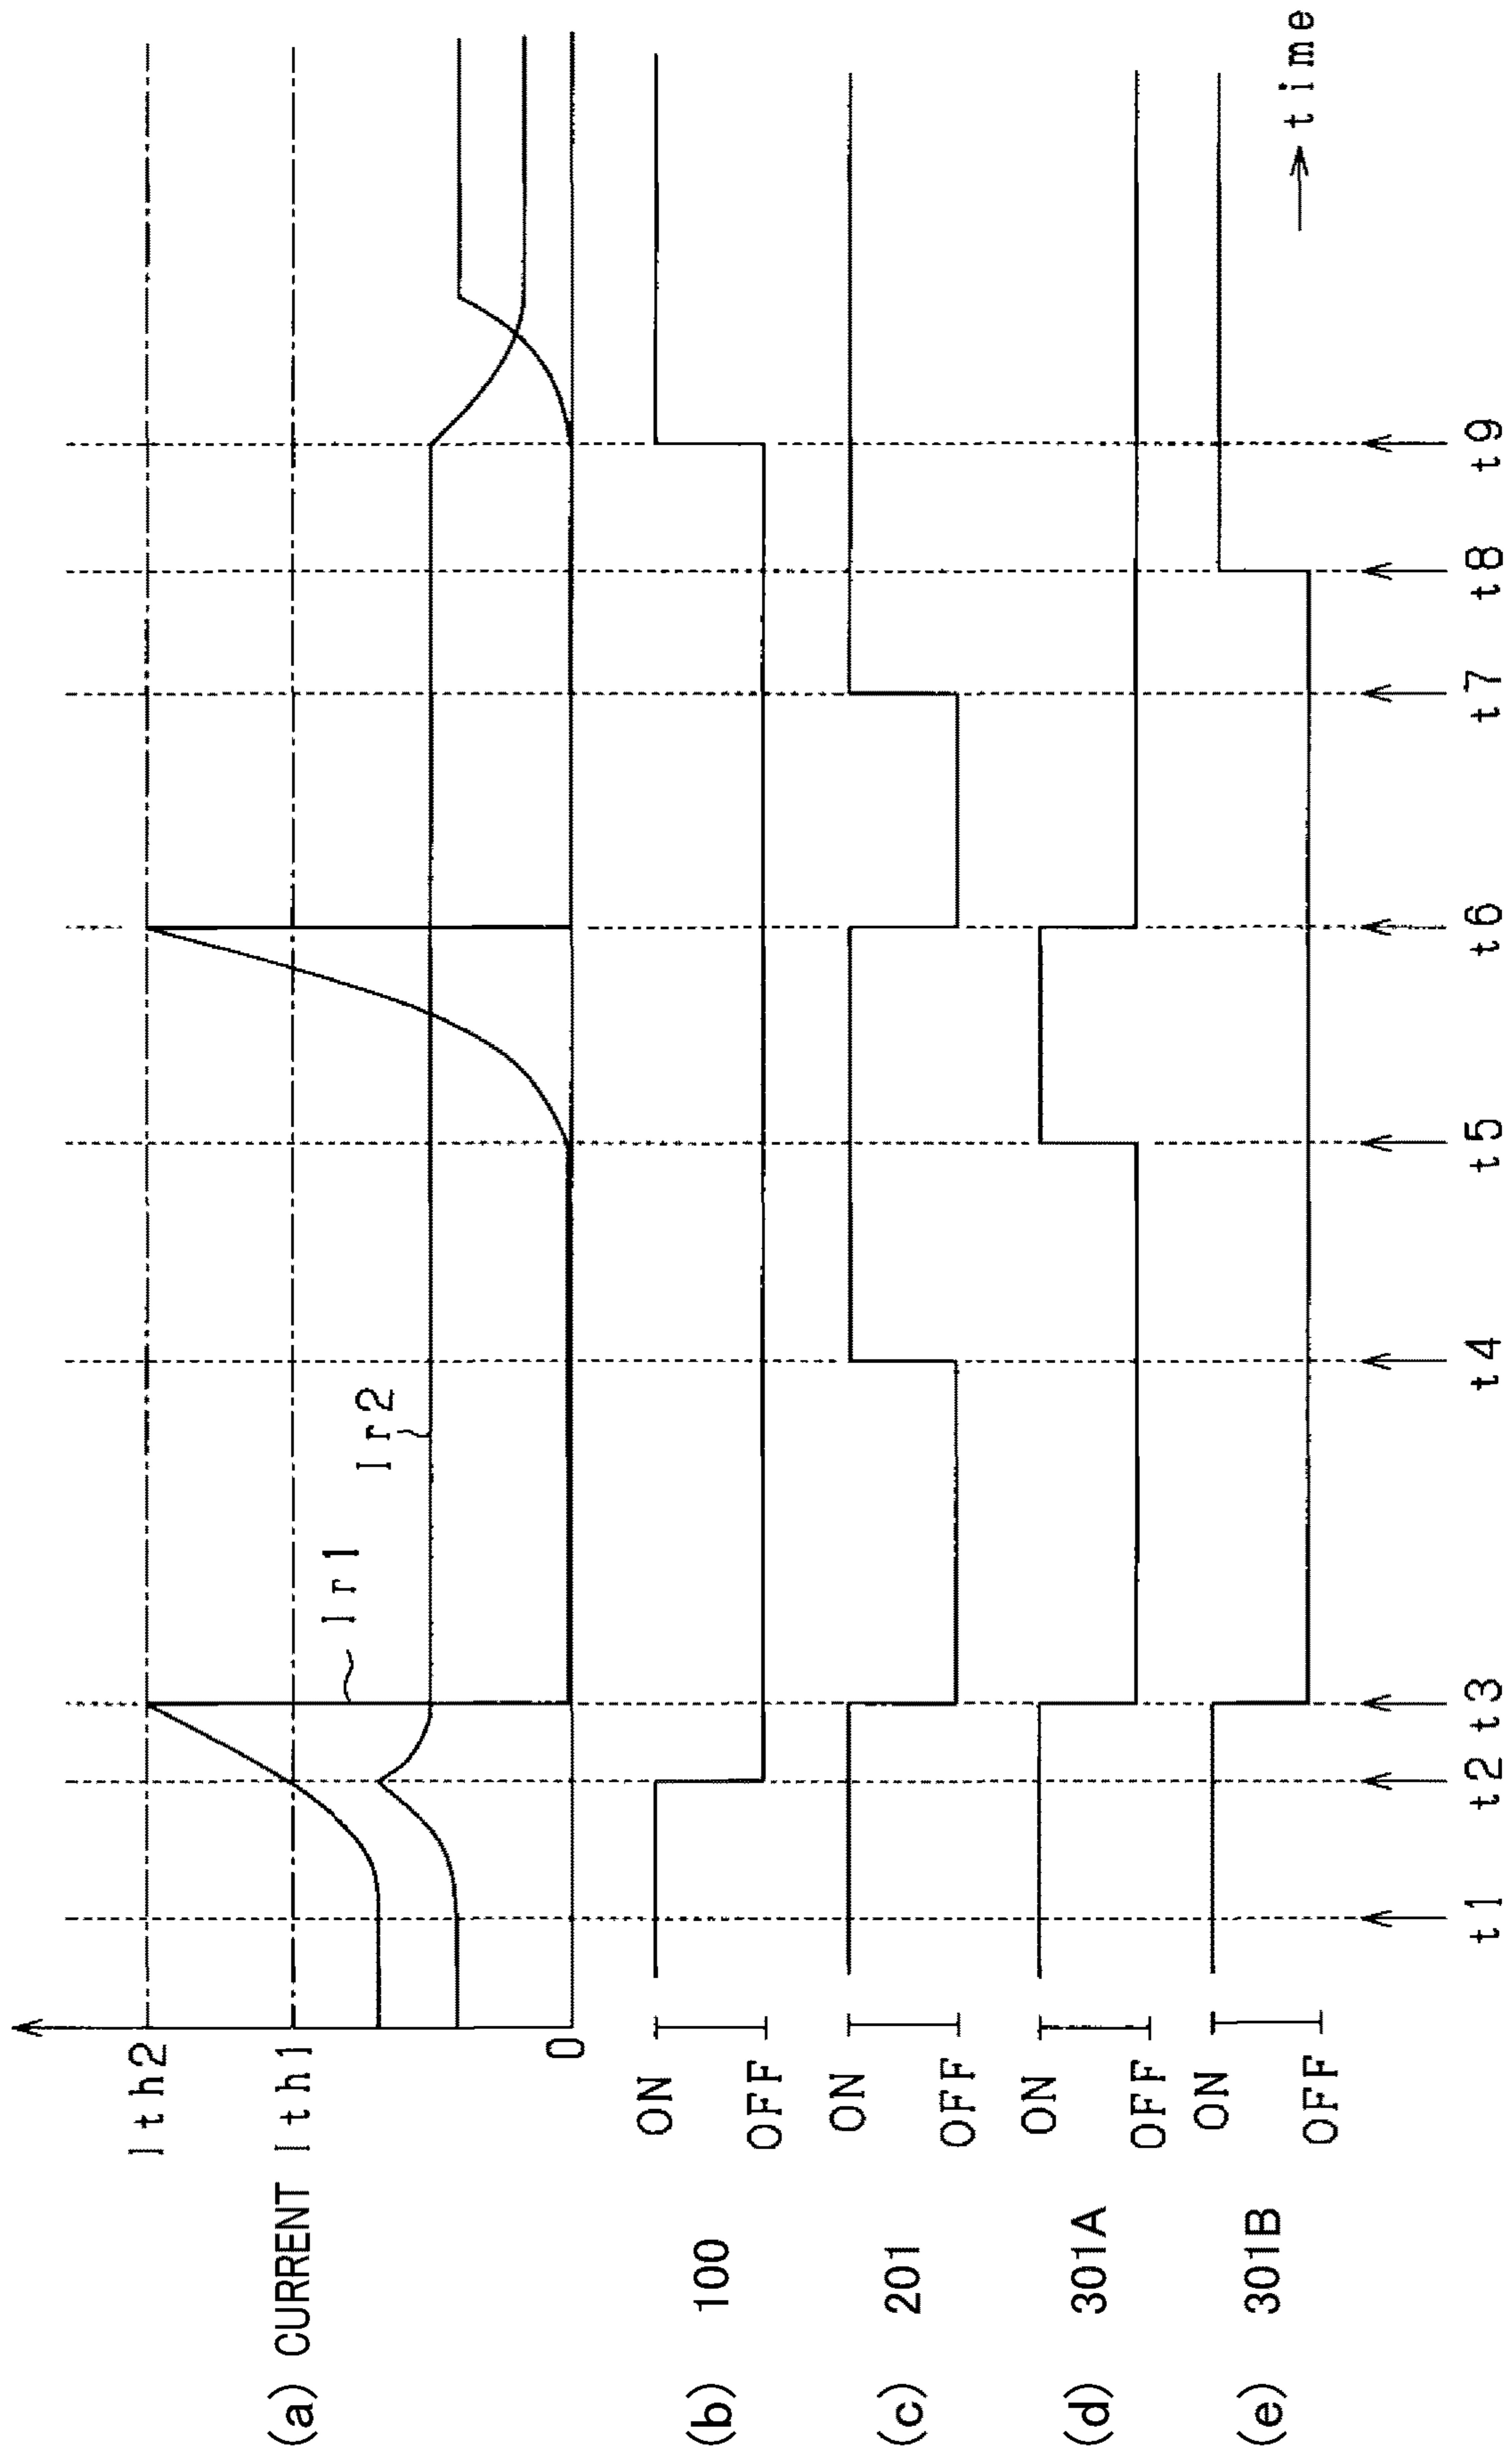 (a) CURRENT
Ith2
Ith1
0
Ir1
Ir2
(b) 100
ON
OFF
(c) 201
ON
OFF
(d) 301A
ON
OFF
(e) 301B
ON
OFF
time
t1 t2 t3 t4 t5 t6 t7 t8 t9